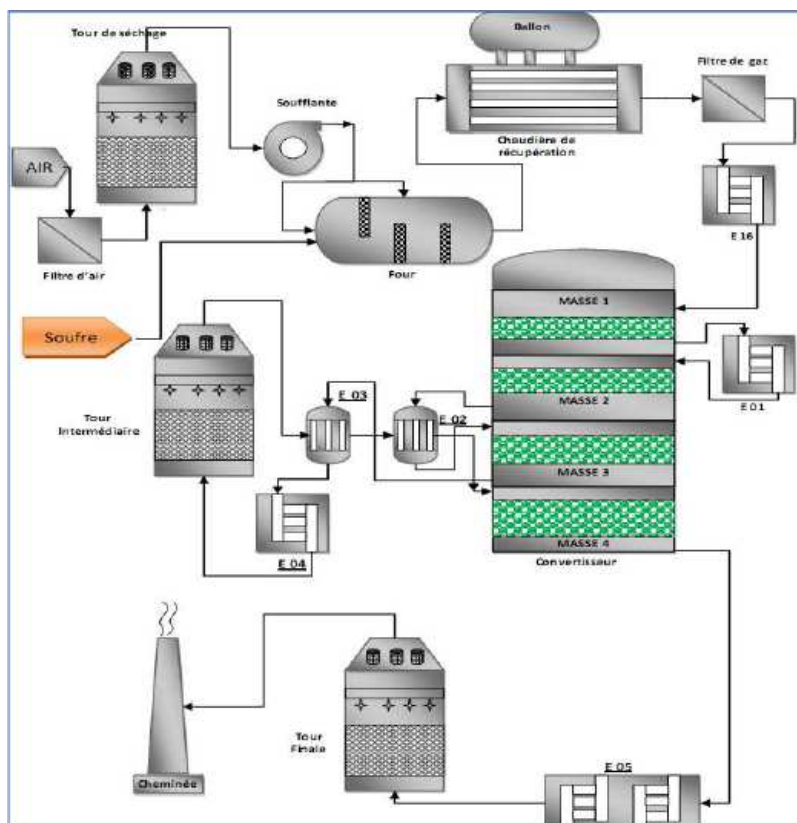 Tour de séchage
Ballon
Filtre de gaz
Soufflante
Chaudière de
récupération
AIR
E 16
Filtre d'air
Four
MASSE 1
Soufre
E 03
E 02
MASSE 2
E 01
Tour
Intermédiaire
MASSE 3
E 04
MASSE 4
Convertisseur
Tour
Finale
E 05
Cheminée